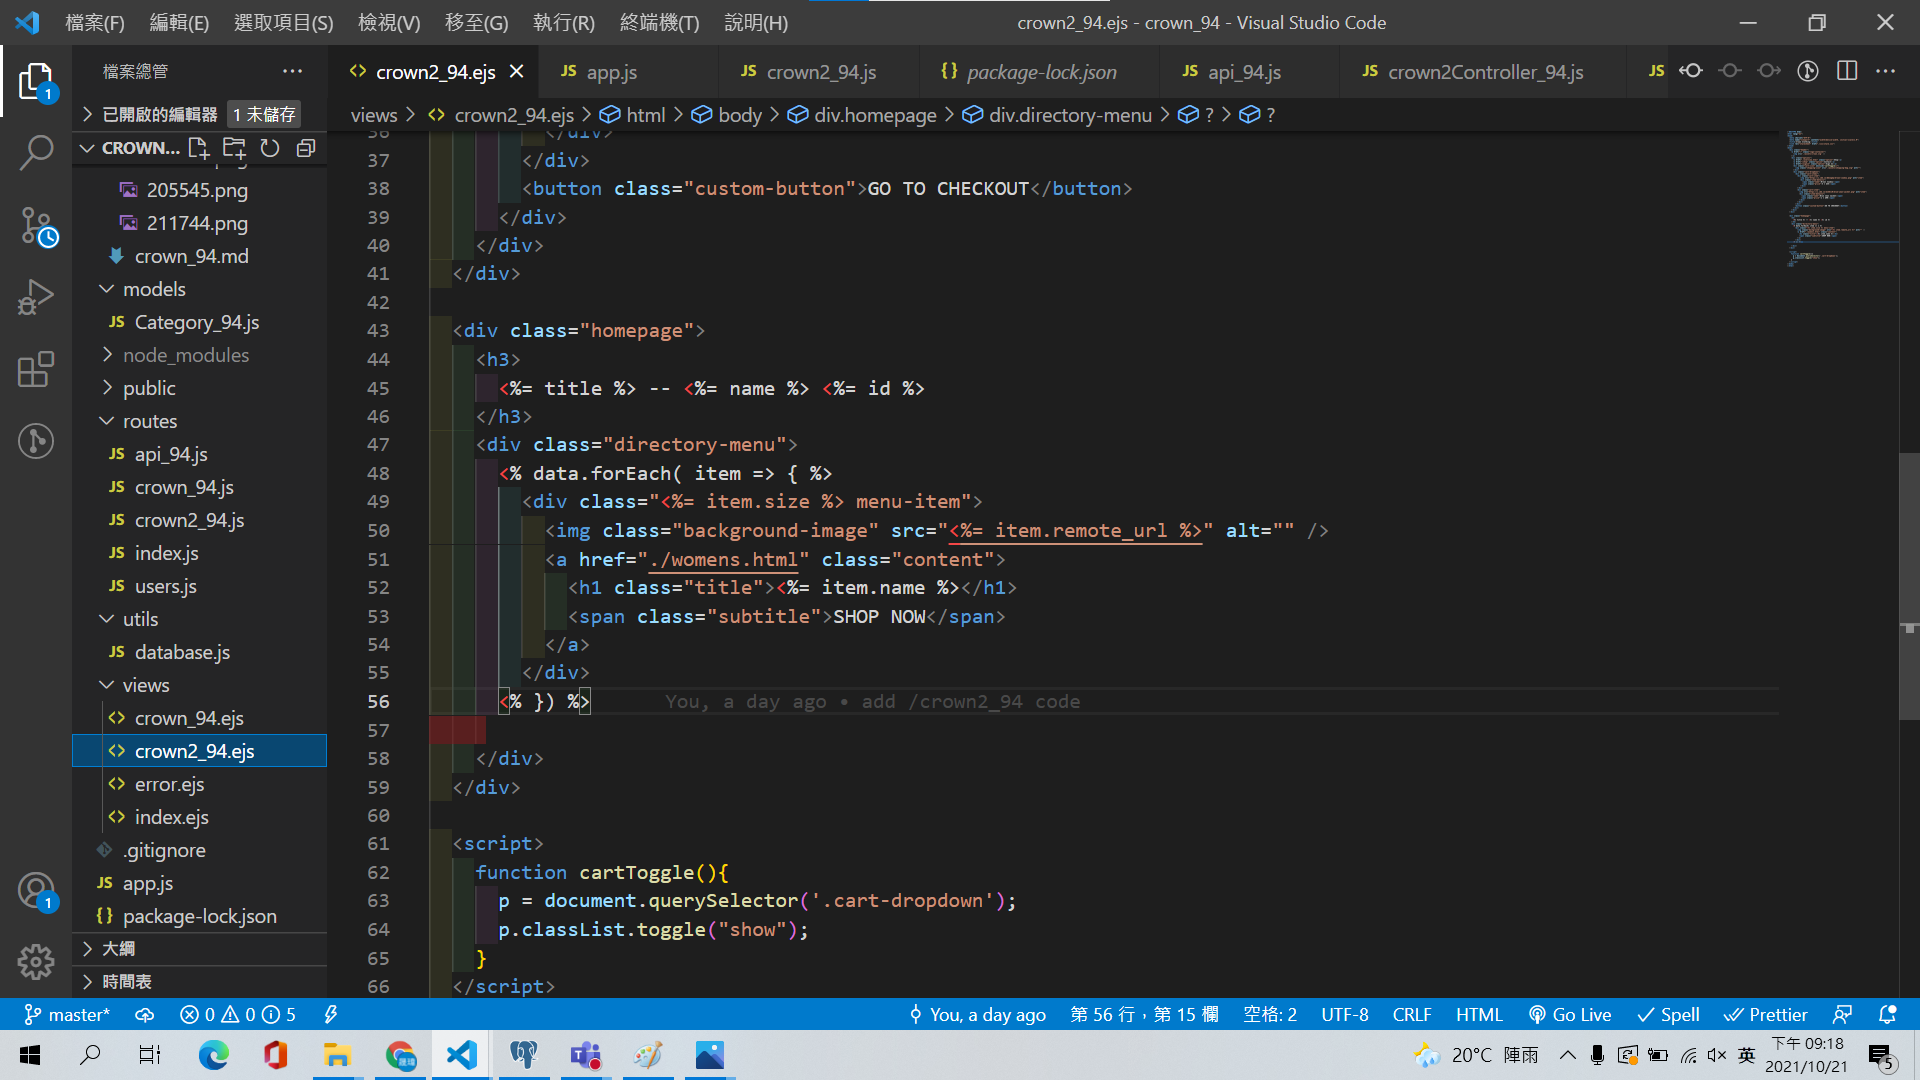 檔案(F) 編輯(E) 選取項目(S) 檢視(V) 移至(G) 執行(R) 終端機(T) 說明(H) crown2_94.ejs - crown_94 - Visual Studio Code
檔案總管
crown2_94.ejs app.js crown2_94.js package-lock.json api_94.js crown2Controller_94.js
已開啟的編輯器 1 未儲存
views > crown2_94.ejs > html > body > div.homepage > div.directory-menu > ? > ?
CROWN...
205545.png
211744.png
crown_94.md
models
Category_94.js
node_modules
public
routes
api_94.js
crown_94.js
crown2_94.js
index.js
users.js
utils
database.js
views
crown_94.ejs
crown2_94.ejs
error.ejs
index.ejs
.gitignore
app.js
package-lock.json
大綱
時間表
36 </div>
37 </div>
38 <button class="custom-button">GO TO CHECKOUT</button>
39 </div>
40 </div>
41 </div>
42
43 <div class="homepage">
44 <h3>
45 <%= title %> -- <%= name %> <%= id %>
46 </h3>
47 <div class="directory-menu">
48 <% data.forEach( item => { %>
49 <div class="<%= item.size %> menu-item">
50 <img class="background-image" src="<%= item.remote_url %>" alt="" />
51 <a href="./womens.html" class="content">
52 <h1 class="title"><%= item.name %></h1>
53 <span class="subtitle">SHOP NOW</span>
54 </a>
55 </div>
56 <% }) %> You, a day ago • add /crown2_94 code
57
58 </div>
59 </div>
60
61 <script>
62 function cartToggle(){
63 p = document.querySelector('.cart-dropdown');
64 p.classList.toggle("show");
65 }
66 </script>
master* 0 0 5 You, a day ago 第 56 行，第 15 欄 空格: 2 UTF-8 CRLF HTML Go Live Spell Prettier
20°C 陣雨 英 下午 09:18
2021/10/21 5